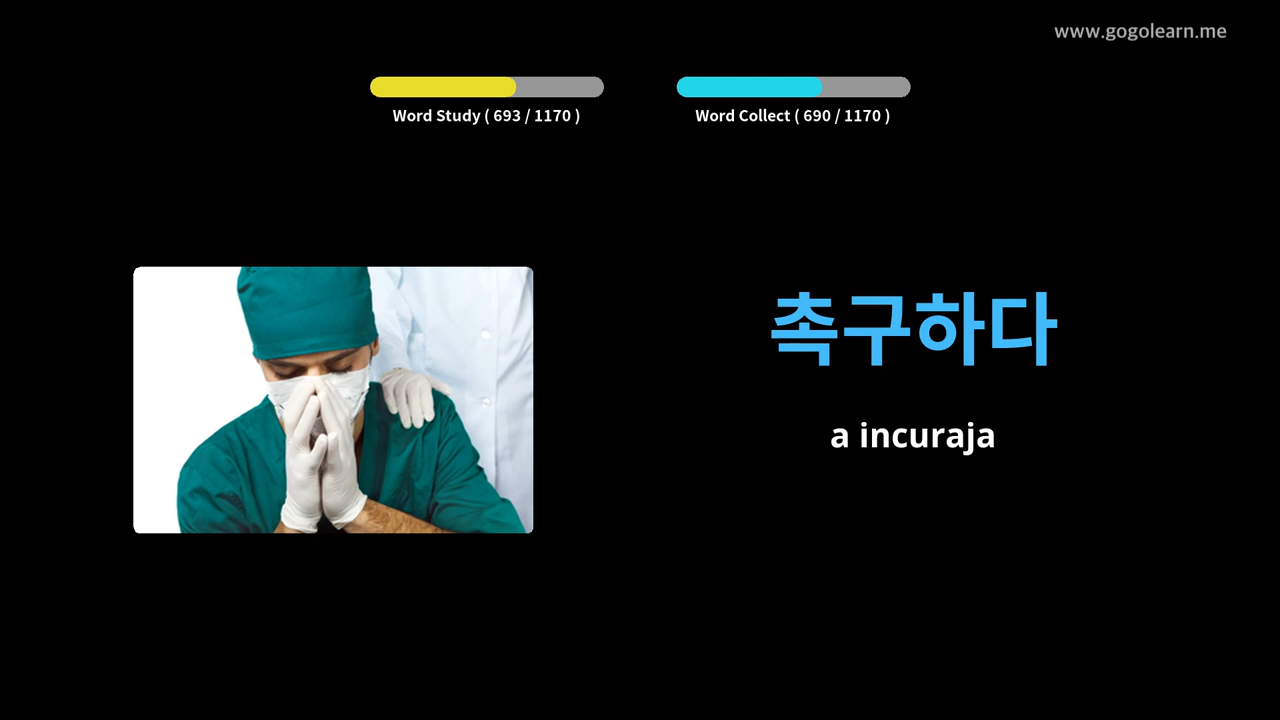 www.gogolearn.me
Word Study ( 693 / 1170 )
Word Collect ( 690 / 1170 )
촉구하다
a incuraja